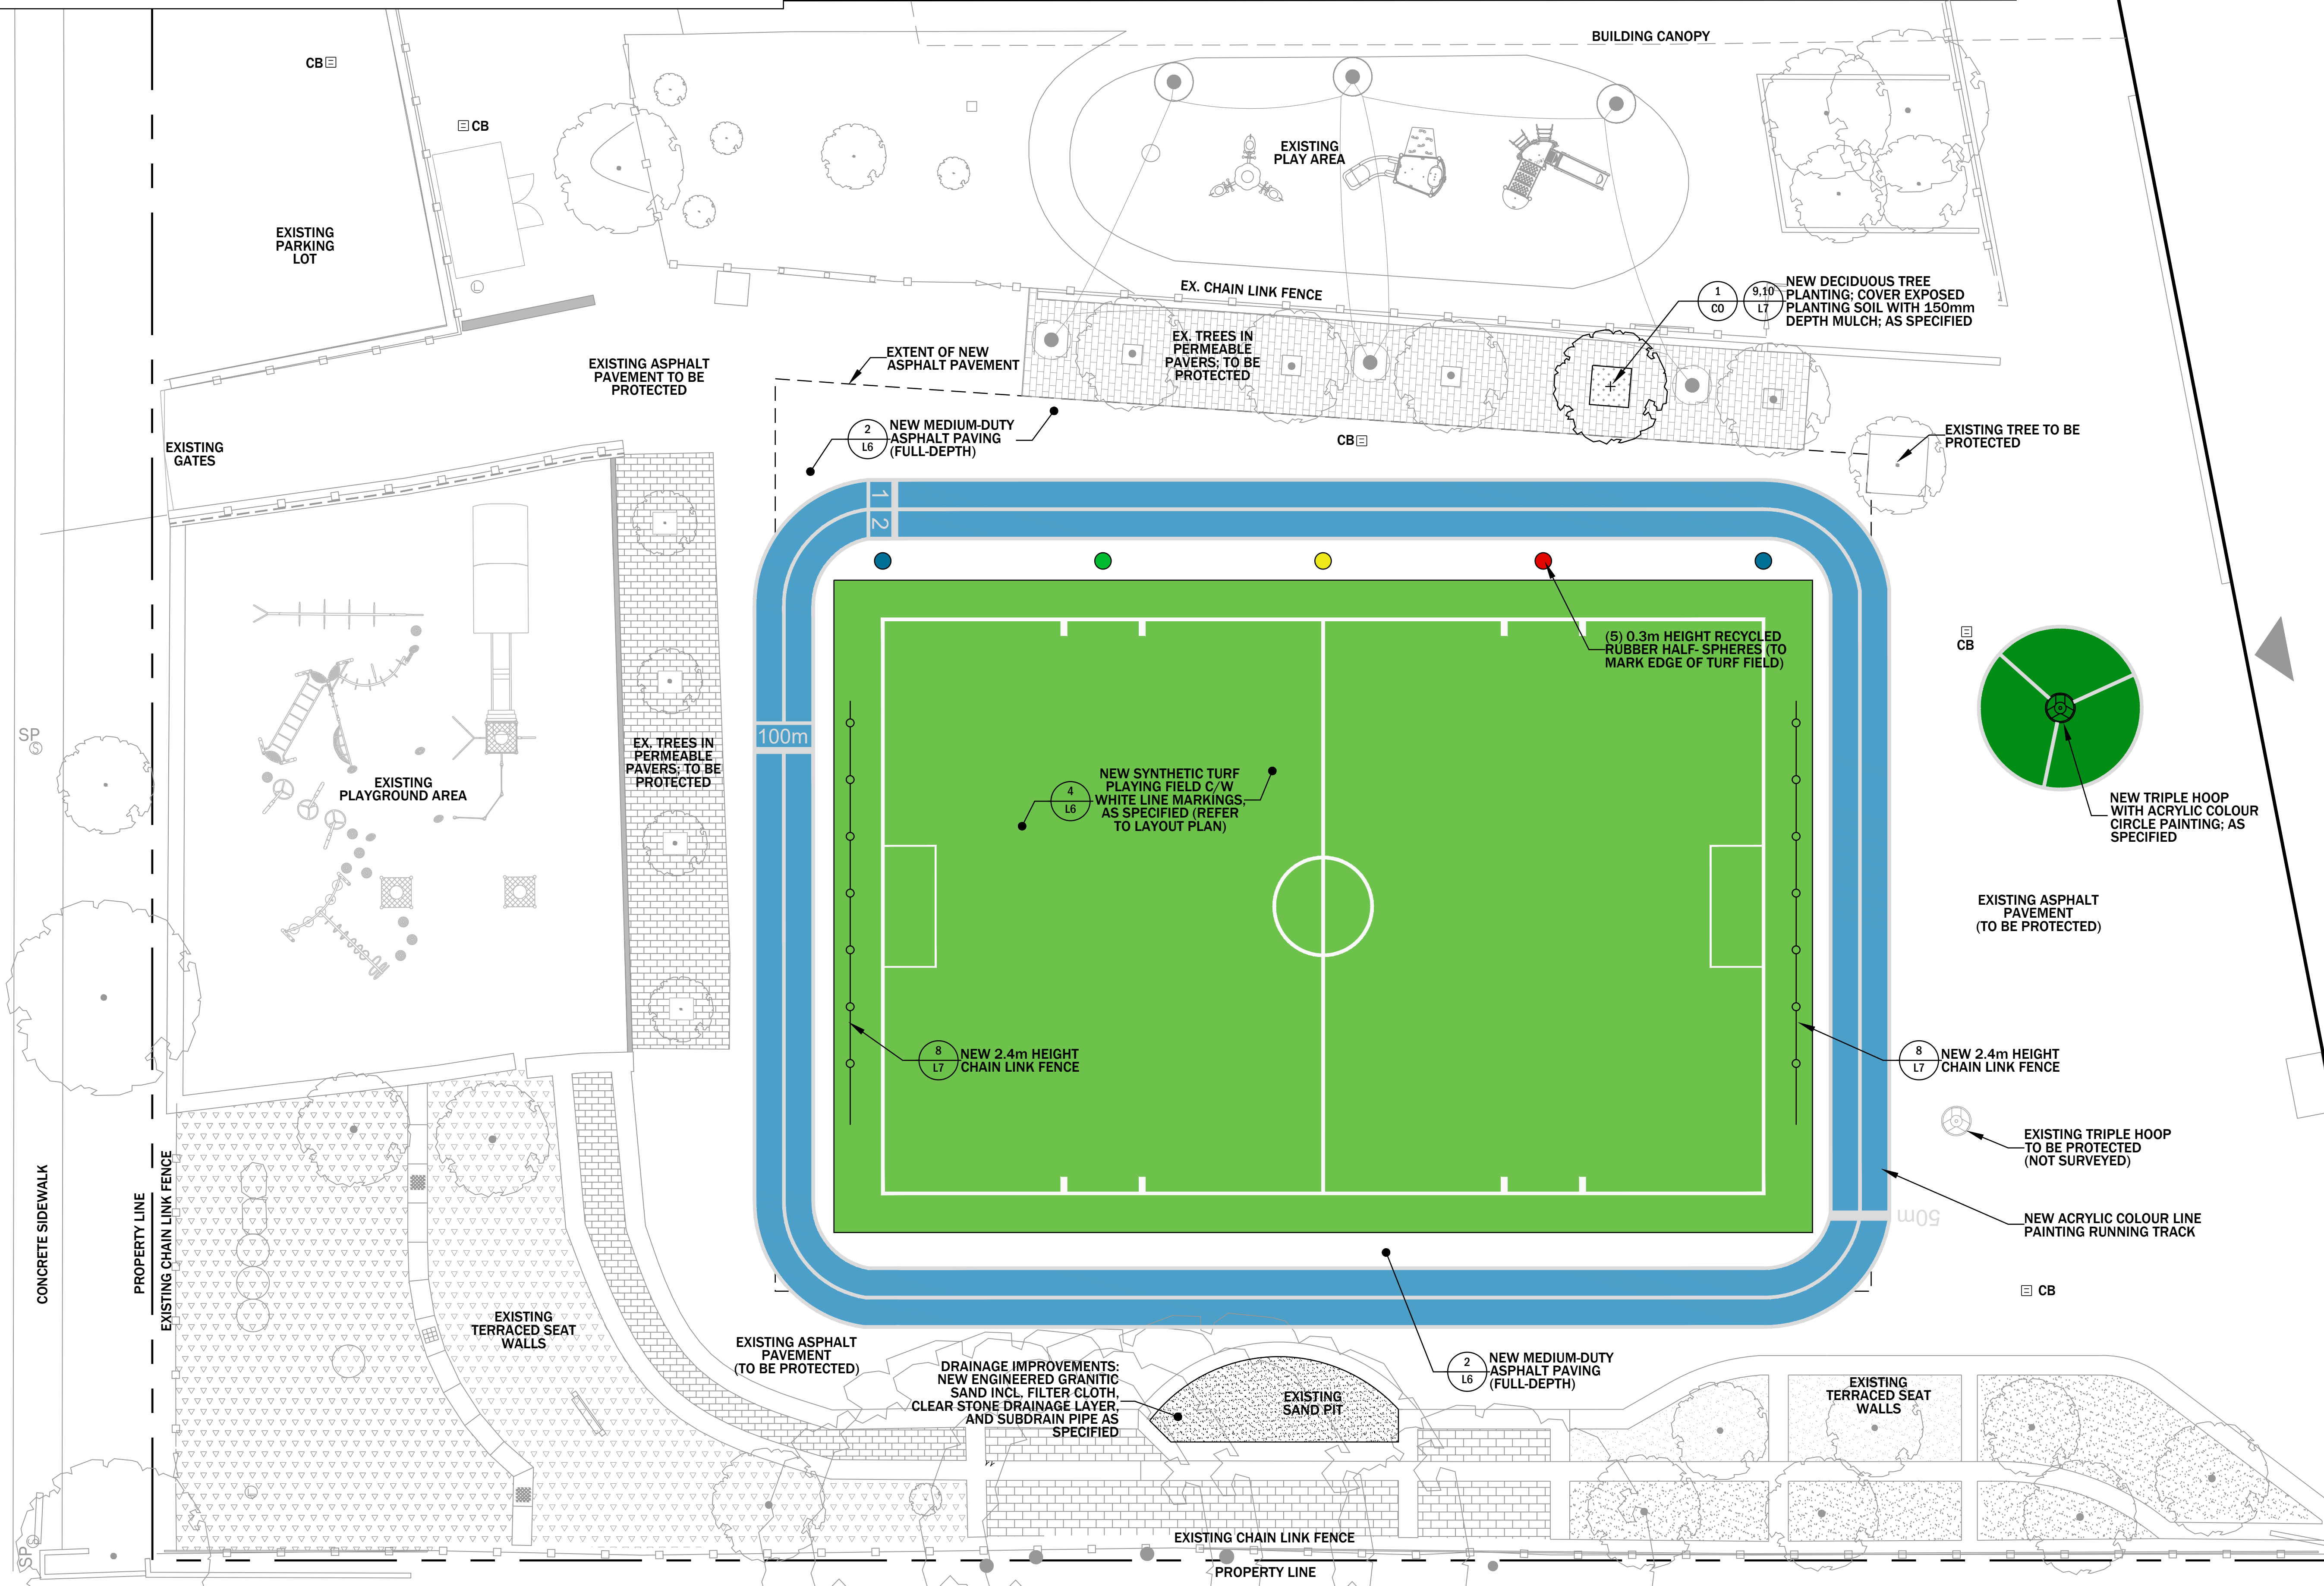 BUILDING CANOPY
CB
CB
EXISTING
PLAY AREA
EXISTING
PARKING
LOT
L
EX. CHAIN LINK FENCE
1
CO
9,10
L7
NEW DECIDUOUS TREE
PLANTING; COVER EXPOSED
PLANTING SOIL WITH 150mm
DEPTH MULCH; AS SPECIFIED
EXISTING ASPHALT
PAVEMENT TO BE
PROTECTED
EXTENT OF NEW
ASPHALT PAVEMENT
EX. TREES IN
PERMEABLE
PAVERS; TO BE
PROTECTED
2
L6
NEW MEDIUM-DUTY
ASPHALT PAVING
(FULL-DEPTH)
CB
EXISTING TREE TO BE
PROTECTED
EXISTING
GATES
1
2
(5) 0.3m HEIGHT RECYCLED
RUBBER HALF- SPHERES (TO
MARK EDGE OF TURF FIELD)
CB
SP
S
100m
EX. TREES IN
PERMEABLE
PAVERS; TO BE
PROTECTED
EXISTING
PLAYGROUND AREA
4
L6
NEW SYNTHETIC TURF
PLAYING FIELD C/W
WHITE LINE MARKINGS,
AS SPECIFIED (REFER
TO LAYOUT PLAN)
NEW TRIPLE HOOP
WITH ACRYLIC COLOUR
CIRCLE PAINTING; AS
SPECIFIED
EXISTING ASPHALT
PAVEMENT
(TO BE PROTECTED)
8
L7
NEW 2.4m HEIGHT
CHAIN LINK FENCE
8
L7
NEW 2.4m HEIGHT
CHAIN LINK FENCE
EXISTING TRIPLE HOOP
TO BE PROTECTED
(NOT SURVEYED)
50m
NEW ACRYLIC COLOUR LINE
PAINTING RUNNING TRACK
CONCRETE SIDEWALK
PROPERTY LINE
EXISTING CHAIN LINK FENCE
CB
EXISTING
TERRACED SEAT
WALLS
EXISTING ASPHALT
PAVEMENT
(TO BE PROTECTED)
DRAINAGE IMPROVEMENTS:
NEW ENGINEERED GRANITIC
SAND INCL. FILTER CLOTH,
CLEAR STONE DRAINAGE LAYER,
AND SUBDRAIN PIPE AS
SPECIFIED
EXISTING
SAND PIT
2
L6
NEW MEDIUM-DUTY
ASPHALT PAVING
(FULL-DEPTH)
EXISTING
TERRACED SEAT
WALLS
L
SP
S
EXISTING CHAIN LINK FENCE
PROPERTY LINE